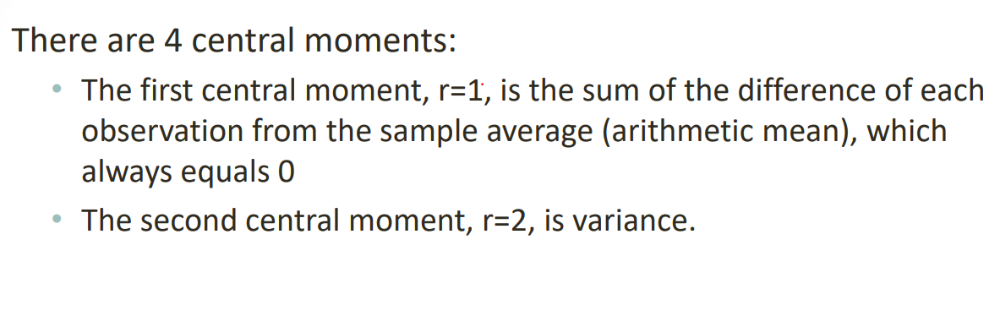 There are 4 central moments:
• The first central moment, r=1, is the sum of the difference of each
observation from the sample average (arithmetic mean), which
always equals 0
• The second central moment, r=2, is variance.